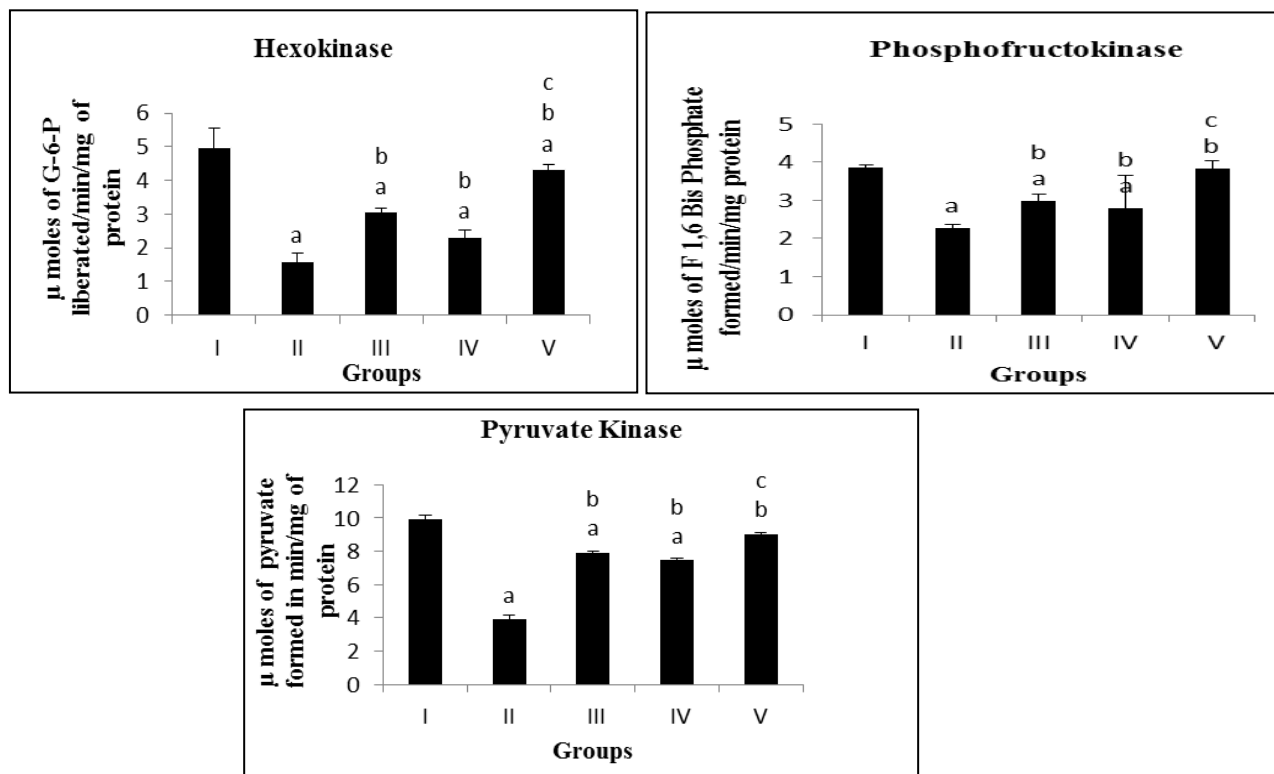 Hexokinase
μ moles of G-6-P
liberated/min/mg of
protein
6
5
4
3
2
1
0
a
b
a
b
a
c
b
a
I II III IV V
Groups
Phosphofructokinase
μ moles of F 1,6 Bis Phosphate
formed/min/mg protein
5
4
3
2
1
0
a
b
a
b
a
c
b
I II III IV V
Groups
Pyruvate Kinase
μ moles of pyruvate
formed in min/mg of
protein
12
10
8
6
4
2
0
a
b
a
b
a
c
b
I II III IV V
Groups